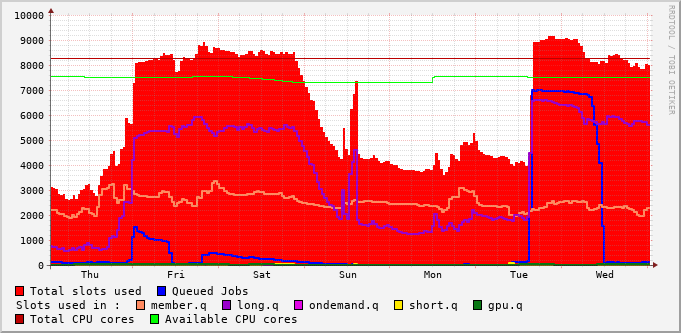 10000
9000
8000
7000
6000
5000
4000
3000
2000
1000
0
Thu Fri Sat Sun Mon Tue Wed
RRDTOOL / TOBI OETIKER
Total slots used Queued Jobs
Slots used in : member.q long.q ondemand.q short.q gpu.q
Total CPU cores Available CPU cores